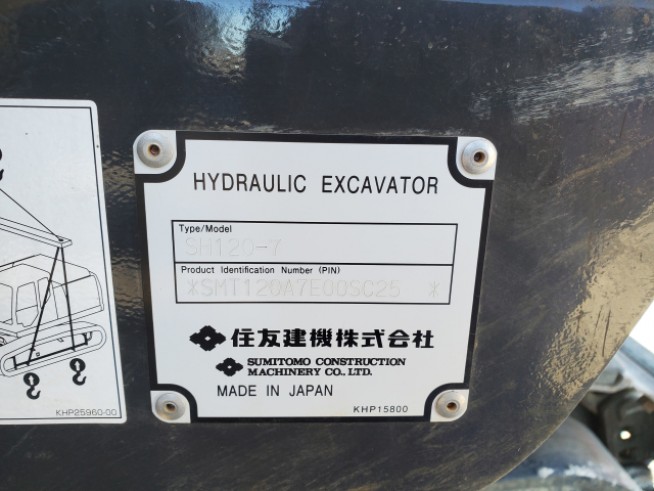 HYDRAULIC EXCAVATOR
Type/Model
SH120-7
Product Identification Number (PIN)
*SMT120A7E00SC25 *
住友建機株式会社
SUMITOMO CONSTRUCTION
MACHINERY CO., LTD.
MADE IN JAPAN
KHP15800
KHP25960-00